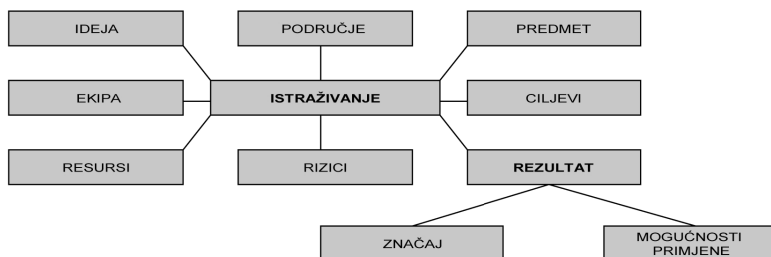 IDEJA
PODRUČJE
PREDMET
EKIPA
ISTRAŽIVANJE
CILJEVI
RESURSI
RIZICI
REZULTAT
ZNAČAJ
MOGUĆNOSTI
PRIMJENE